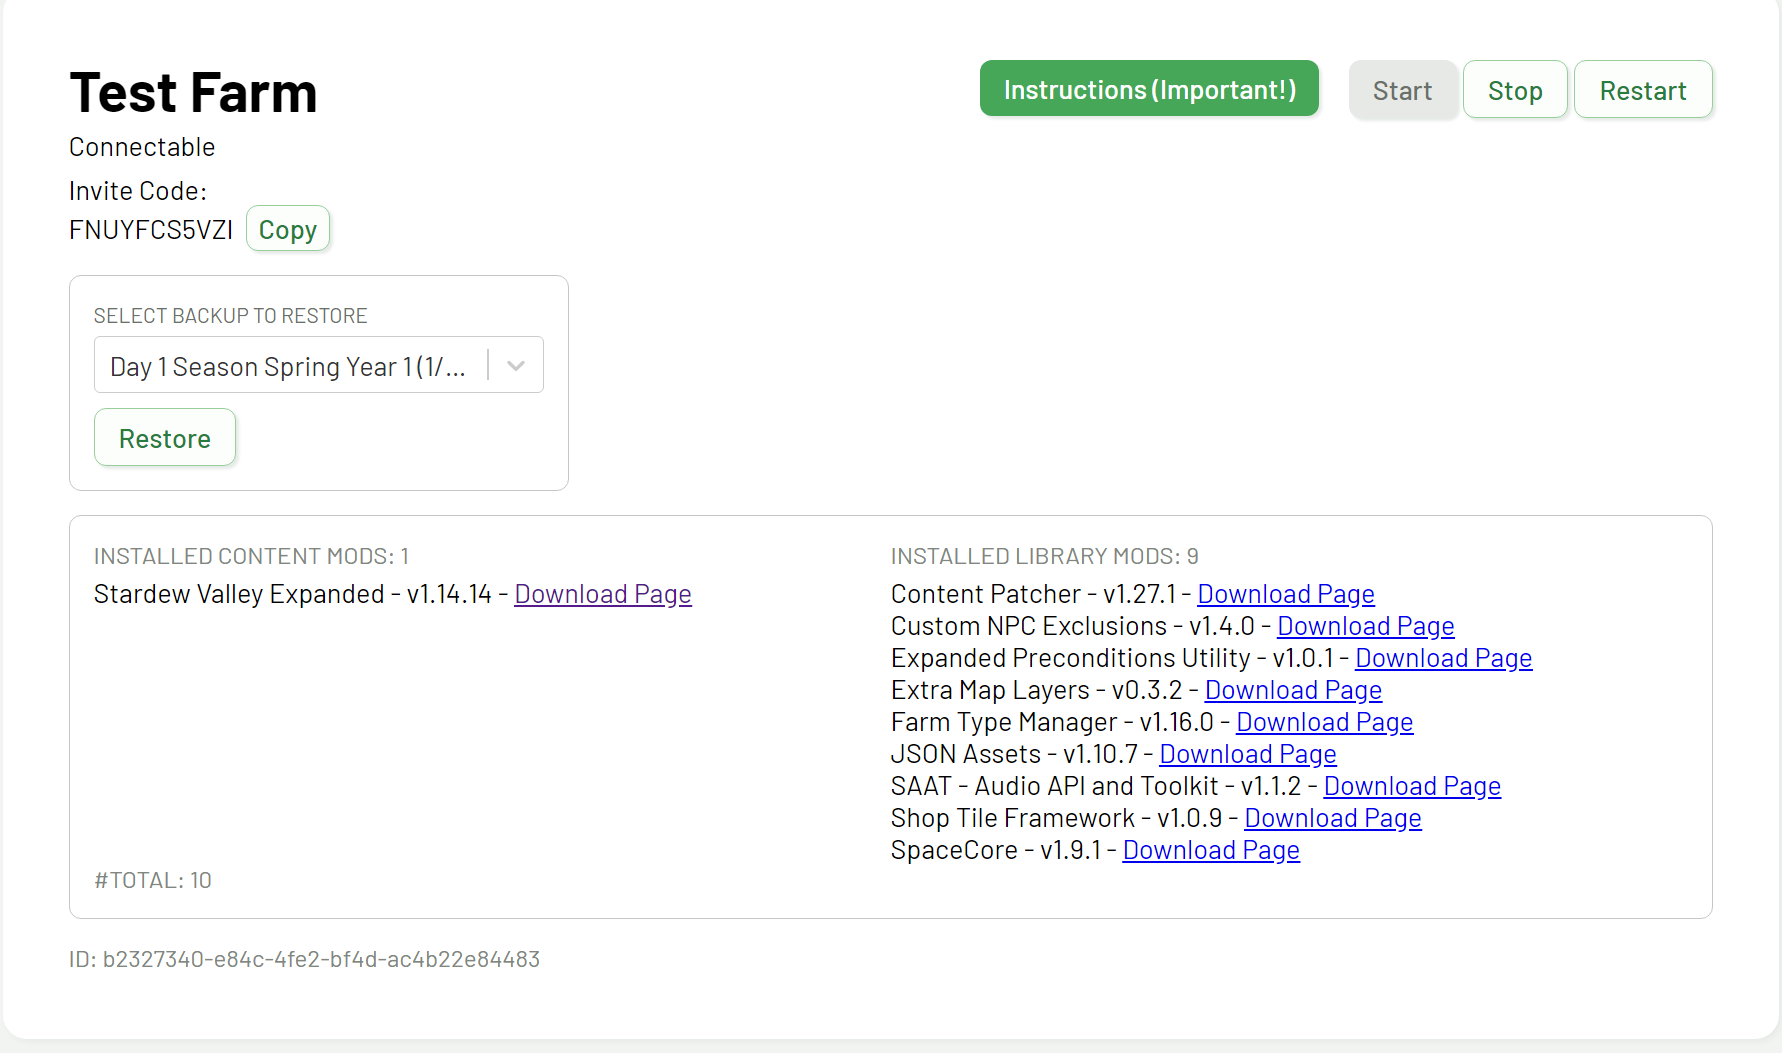 Test Farm
Instructions (Important!)
Start
Stop
Restart
Connectable
Invite Code:
FNUYFCS5VZI
Copy
SELECT BACKUP TO RESTORE
Day 1 Season Spring Year 1 (1/...
Restore
INSTALLED CONTENT MODS: 1
Stardew Valley Expanded - v1.14.14 - Download Page
INSTALLED LIBRARY MODS: 9
Content Patcher - v1.27.1 - Download Page
Custom NPC Exclusions - v1.4.0 - Download Page
Expanded Preconditions Utility - v1.0.1 - Download Page
Extra Map Layers - v0.3.2 - Download Page
Farm Type Manager - v1.16.0 - Download Page
JSON Assets - v1.10.7 - Download Page
SAAT - Audio API and Toolkit - v1.1.2 - Download Page
Shop Tile Framework - v1.0.9 - Download Page
SpaceCore - v1.9.1 - Download Page
#TOTAL: 10
ID: b2327340-e84c-4fe2-bf4d-ac4b22e84483